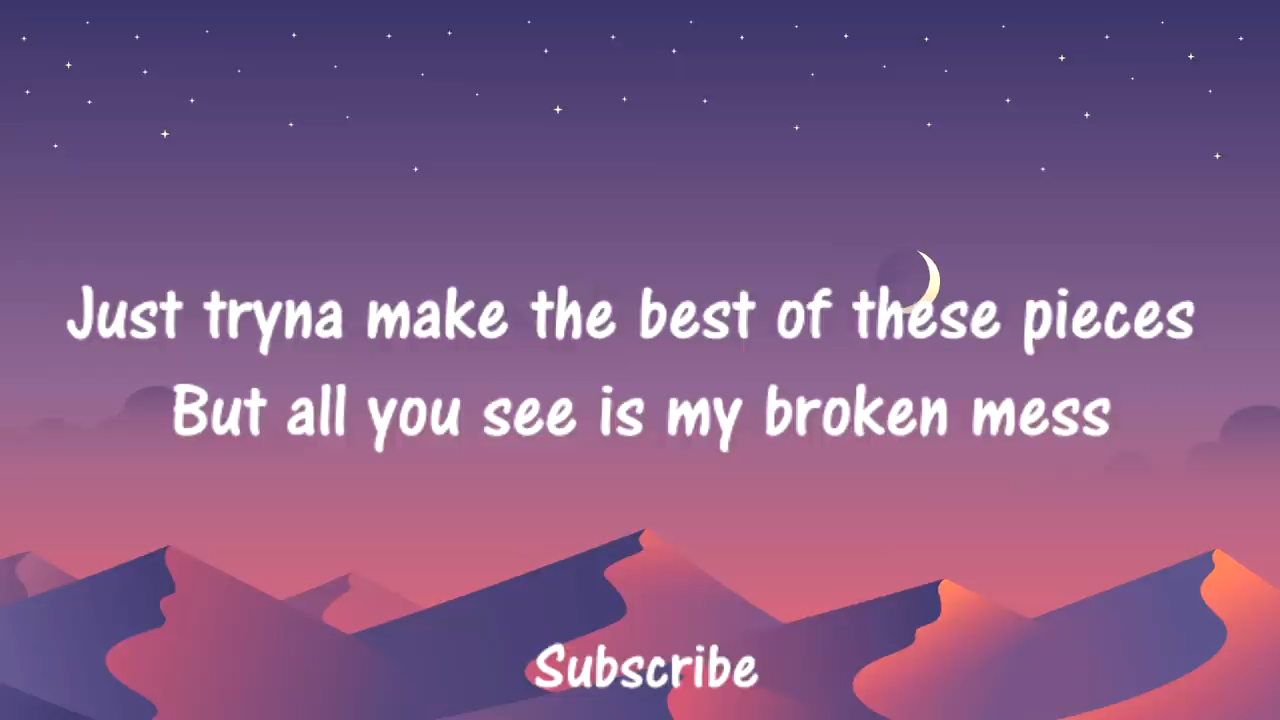 Just tryna make the best of these pieces
But all you see is my broken mess
Subscribe